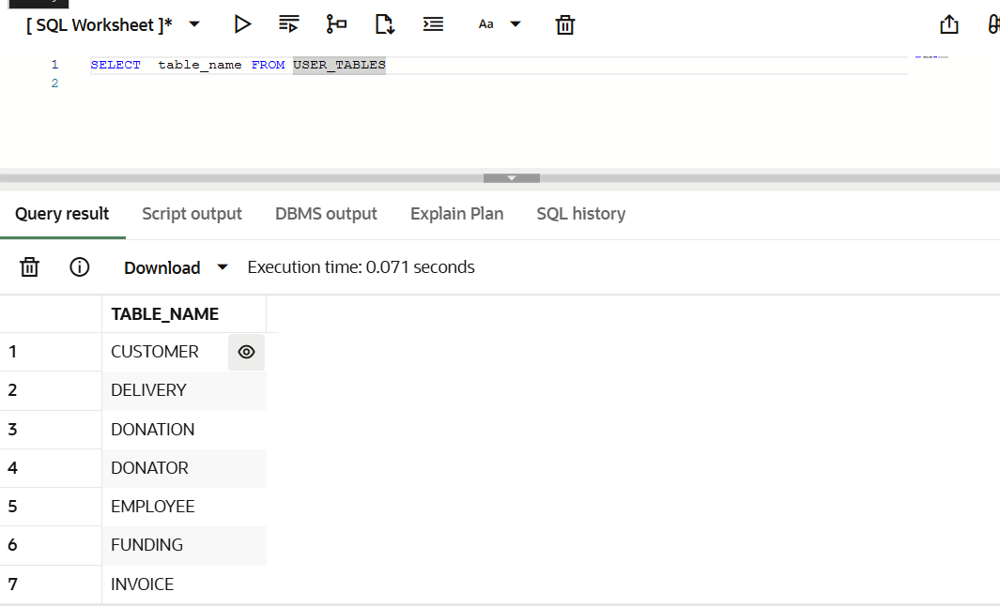 [ SQL Worksheet ]*
Aa
1 SELECT table_name FROM USER_TABLES
2
Query result Script output DBMS output Explain Plan SQL history
Download Execution time: 0.071 seconds
TABLE_NAME
1 CUSTOMER
2 DELIVERY
3 DONATION
4 DONATOR
5 EMPLOYEE
6 FUNDING
7 INVOICE